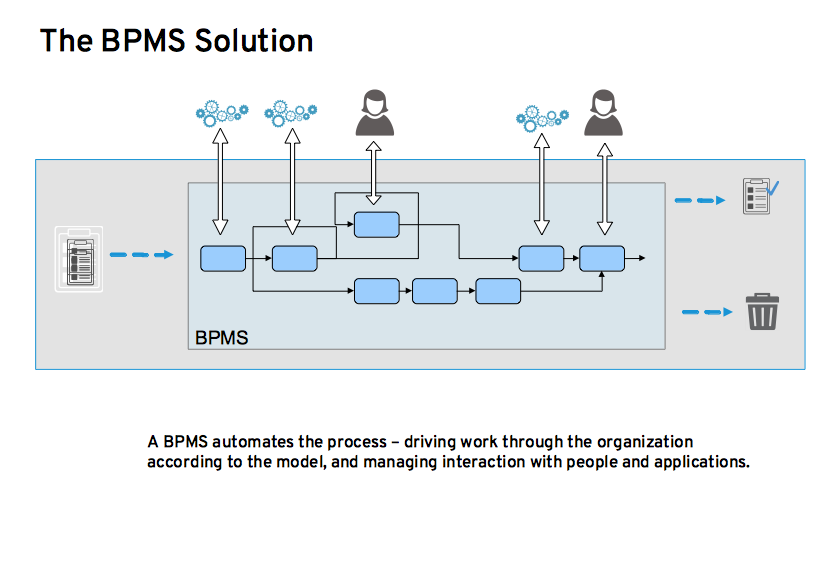 The BPMS Solution
BPMS
A BPMS automates the process – driving work through the organization
according to the model, and managing interaction with people and applications.